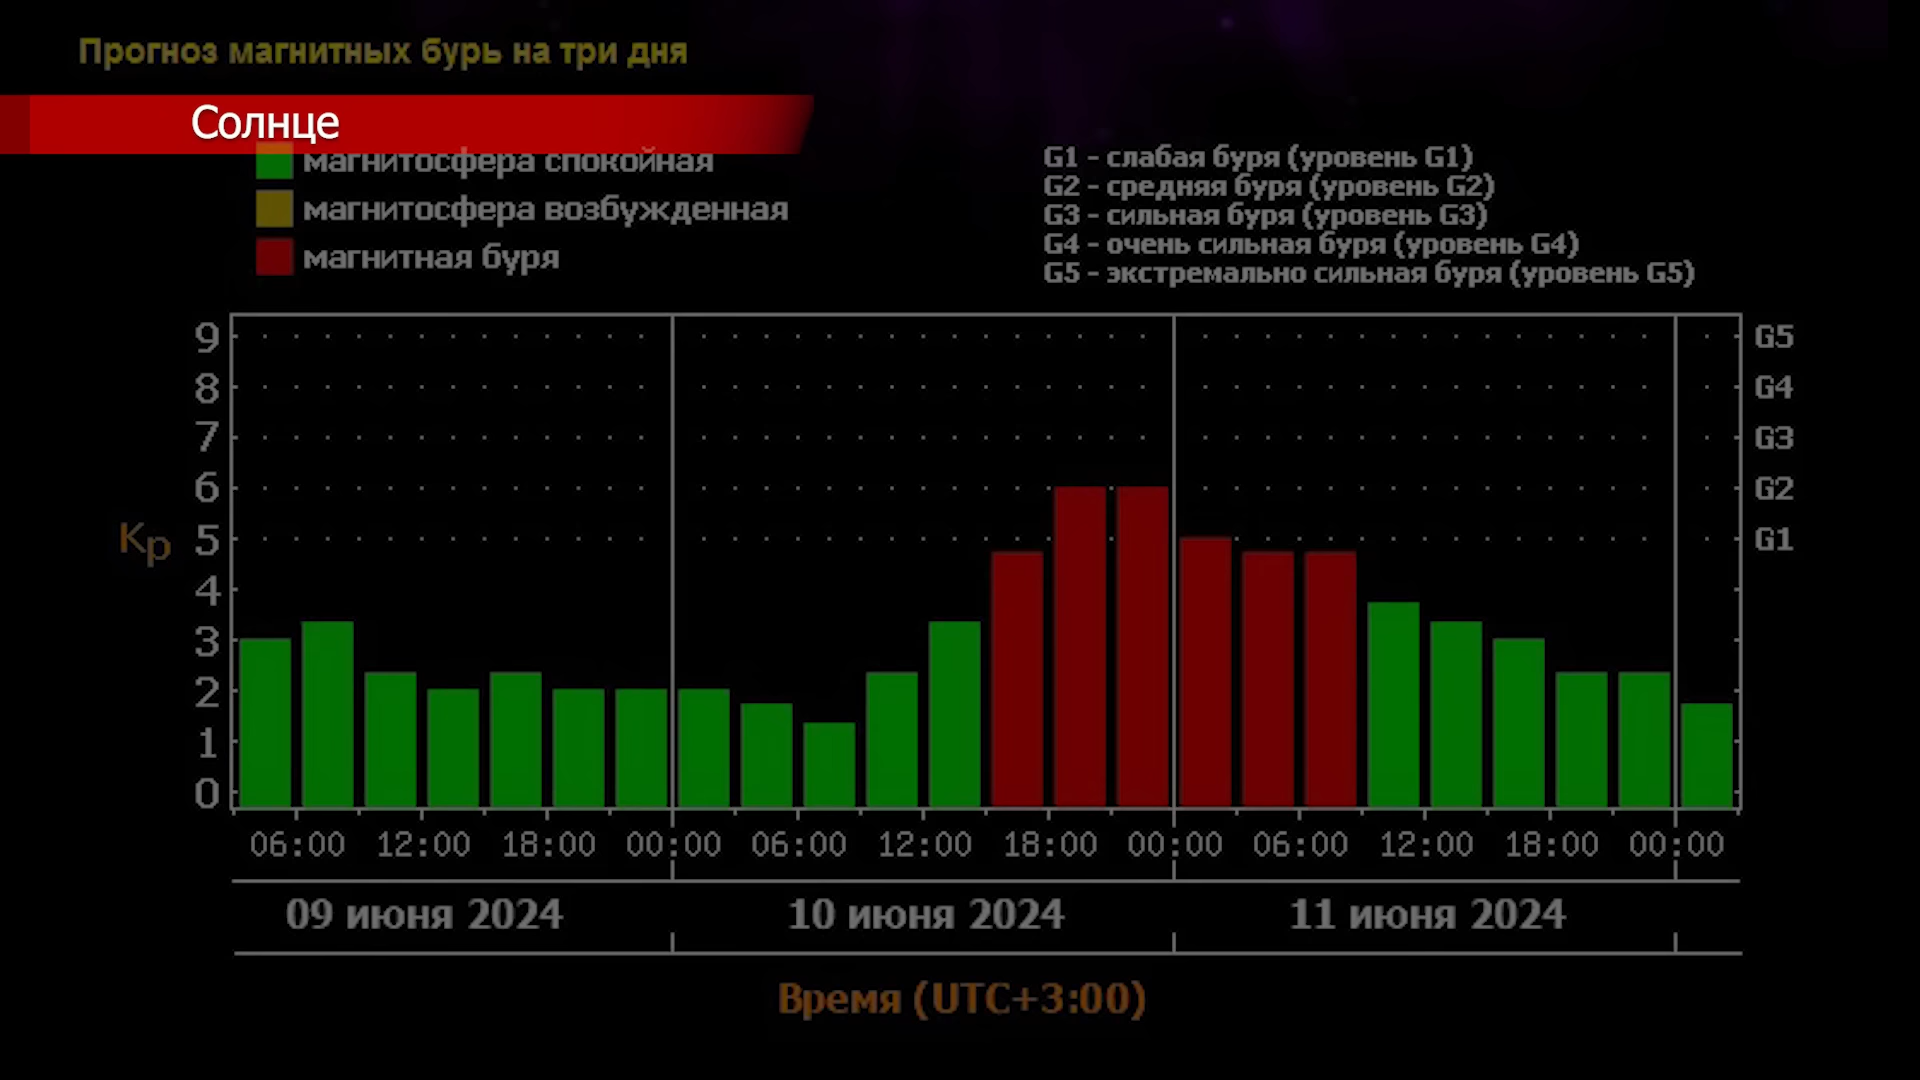 Прогноз магнитных бурь на три дня
Солнце
магнитосфера спокойная
магнитосфера возбужденная
магнитная буря
G1 - слабая буря (уровень G1)
G2 - средняя буря (уровень G2)
G3 - сильная буря (уровень G3)
G4 - очень сильная буря (уровень G4)
G5 - экстремально сильная буря (уровень G5)
9 G5
8 G4
7 G3
6 G2
Kp 5 G1
4
3
2
1
0
06:00 12:00 18:00 00:00 06:00 12:00 18:00 00:00 06:00 12:00 18:00 00:00
09 июня 2024 10 июня 2024 11 июня 2024
Время (UTC+3:00)